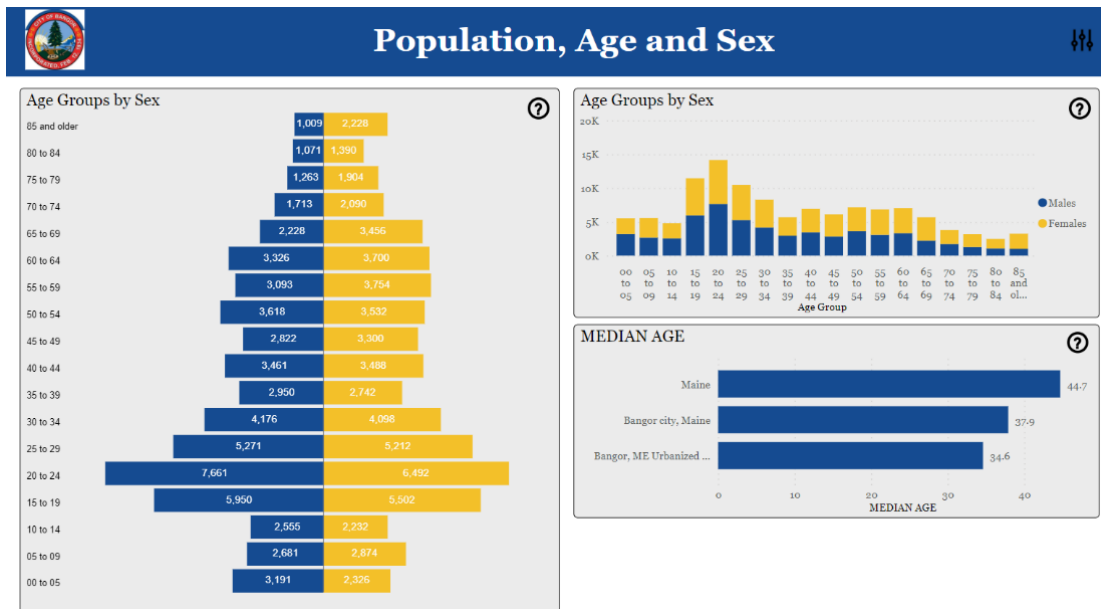 CITY OF BANGOR
Population, Age and Sex
Age Groups by Sex
85 and older 1,009 2,228
80 to 84 1,071 1,390
75 to 79 1,263 1,904
70 to 74 1,713 2,090
65 to 69 2,228 3,456
60 to 64 3,326 3,700
55 to 59 3,093 3,754
50 to 54 3,618 3,532
45 to 49 2,822 3,300
40 to 44 3,461 3,488
35 to 39 2,950 2,742
30 to 34 4,176 4,098
25 to 29 5,271 5,212
20 to 24 7,661 6,492
15 to 19 5,950 5,502
10 to 14 2,555 2,232
05 to 09 2,681 2,874
00 to 05 3,191 2,326
Age Groups by Sex
20K
15K
10K
5K
0K
Males
Females
00 05 10 15 20 25 30 35 40 45 50 55 60 65 70 75 80 85
to to to to to to to to to to to to to to to to to and
05 09 14 19 24 29 34 39 44 49 54 59 64 69 74 79 84 ol...
Age Group
MEDIAN AGE
Maine 44.7
Bangor city, Maine 37.9
Bangor, ME Urbanized ... 34.6
0 10 20 30 40
MEDIAN AGE